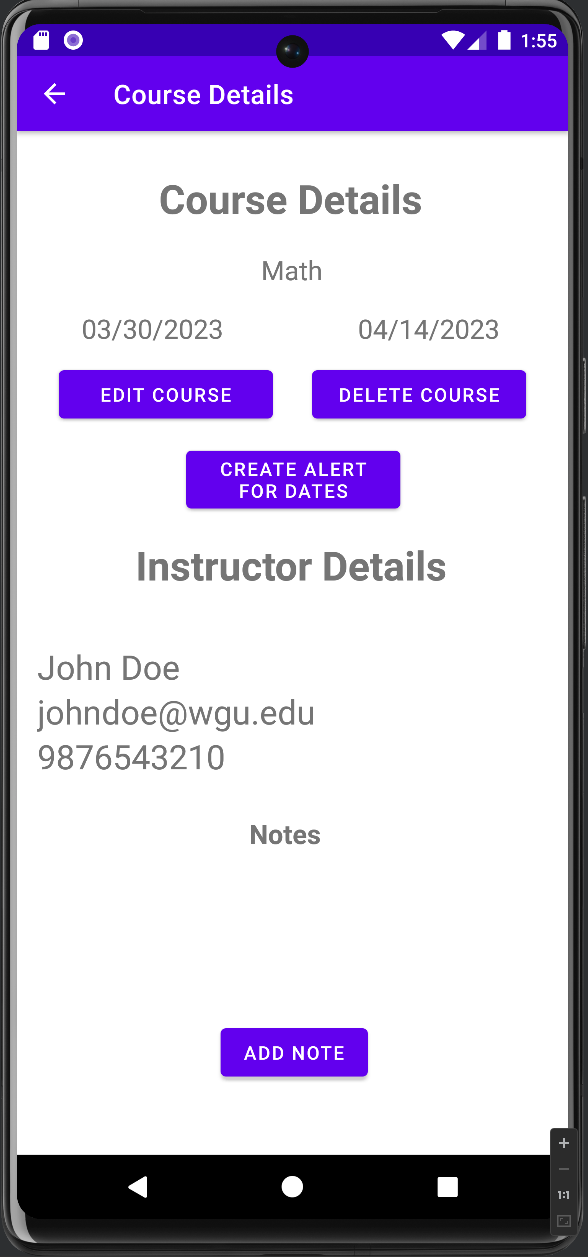 1:55
Course Details
Course Details
Math
03/30/2023 04/14/2023
EDIT COURSE DELETE COURSE
CREATE ALERT
FOR DATES
Instructor Details
John Doe
johndoe@wgu.edu
9876543210
Notes
ADD NOTE
1:1